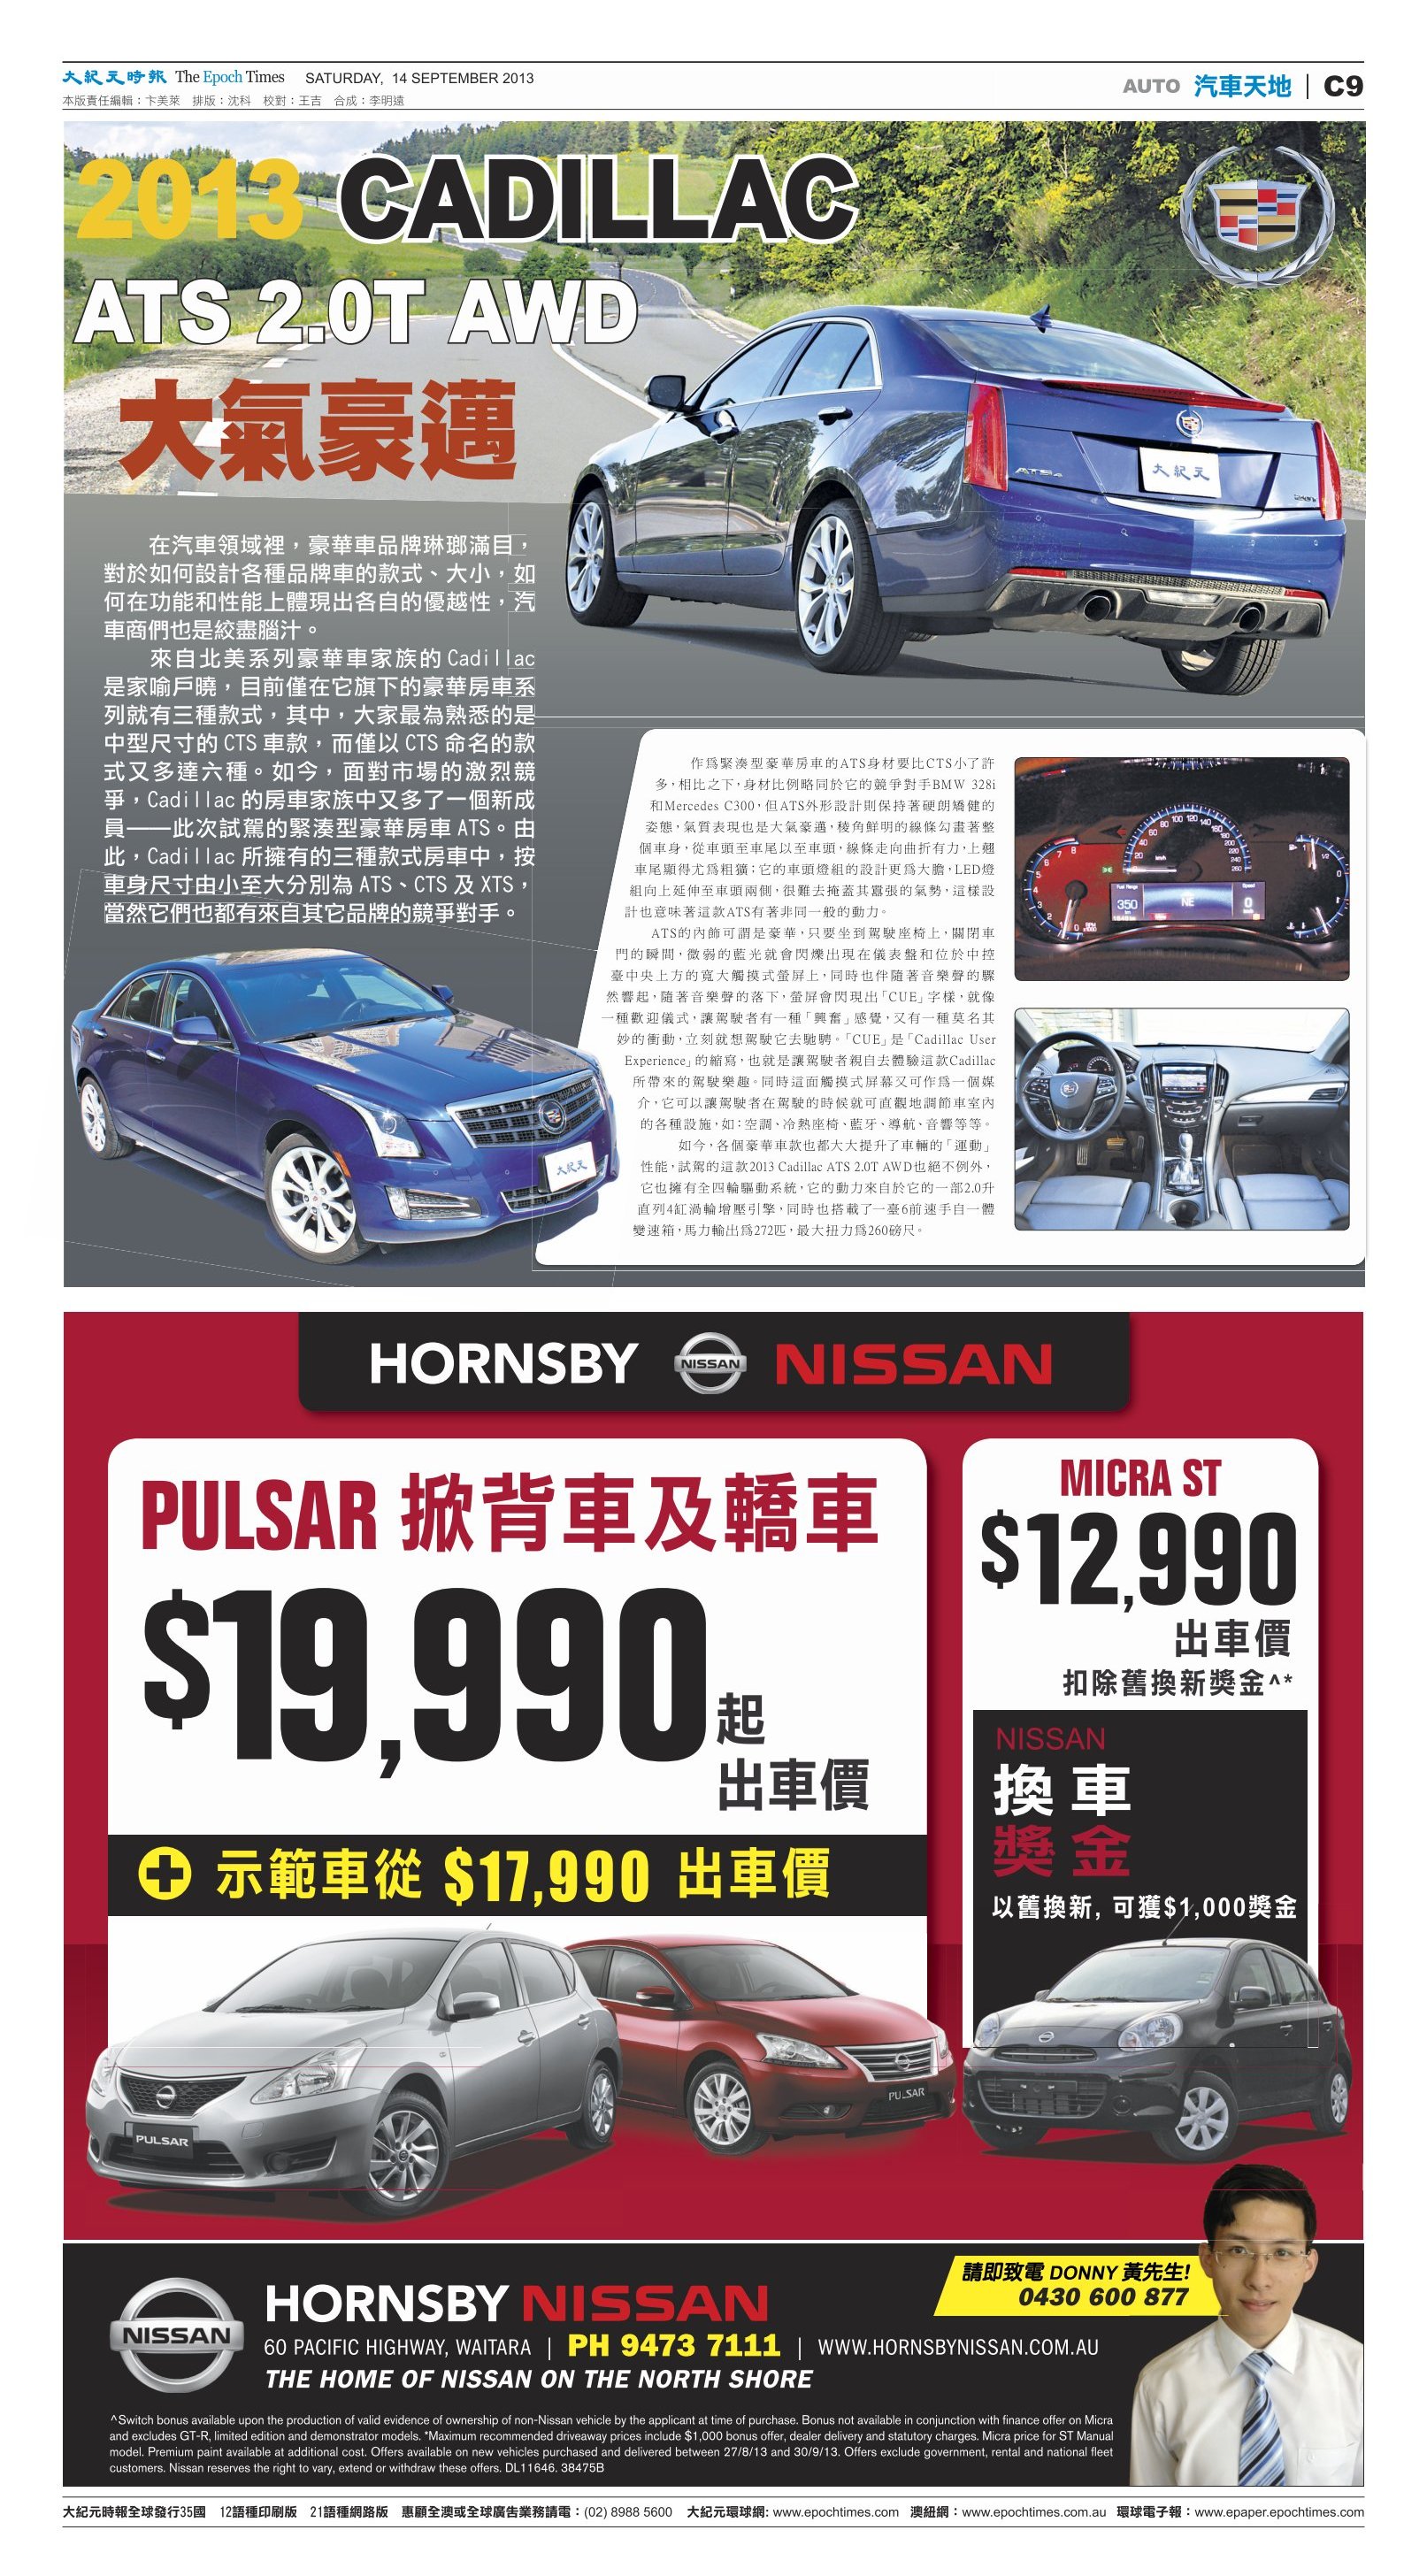 大紀元時報 The Epoch Times SATURDAY, 14 SEPTEMBER 2013
本版責任編輯：卞美萊 排版：沈科 校對：王吉 合成：李明遠
AUTO 汽車天地 | C9
2013 CADILLAC
ATS 2.0T AWD
大氣豪邁
ATS4
大紀元
在汽車領域裡，豪華車品牌琳瑯滿目，
對於如何設計各種品牌車的款式、大小，如
何在功能和性能上體現出各自的優越性，汽
車商們也是絞盡腦汁。
來自北美系列豪華車家族的 Cadillac
是家喻戶曉，目前僅在它旗下的豪華房車系
列就有三種款式，其中，大家最為熟悉的是
中型尺寸的 CTS 車款，而僅以 CTS 命名的款
式又多達六種。如今，面對市場的激烈競
爭，Cadillac 的房車家族中又多了一個新成
員——此次試駕的緊湊型豪華房車 ATS。由
此，Cadillac 所擁有的三種款式房車中，按
車身尺寸由小至大分別為 ATS、CTS 及 XTS，
當然它們也都有來自其它品牌的競爭對手。
大紀元
作爲緊湊型豪華房車的ATS身材要比CTS小了許
多，相比之下，身材比例略同於它的競爭對手BMW 328i
和Mercedes C300，但ATS外形設計則保持著硬朗矯健的
姿態，氣質表現也是大氣豪邁，稜角鮮明的線條勾畫著整
個車身，從車頭至車尾以至車頭，線條走向曲折有力，上翹
車尾顯得尤爲粗獷；它的車頭燈組的設計更爲大膽，LED燈
組向上延伸至車頭兩側，很難去掩蓋其囂張的氣勢，這樣設
計也意味著這款ATS有著非同一般的動力。
ATS的內飾可謂是豪華，只要坐到駕駛座椅上，關閉車
門的瞬間，微弱的藍光就會閃爍出現在儀表盤和位於中控
臺中央上方的寬大觸摸式螢屏上，同時也伴隨著音樂聲的驟
然響起，隨著音樂聲的落下，螢屏會閃現出「CUE」字樣，就像
一種歡迎儀式，讓駕駛者有一種「興奮」感覺，又有一種莫名其
妙的衝動，立刻就想駕駛它去馳騁。「CUE」是「Cadillac User
Experience」的縮寫，也就是讓駕駛者親自去體驗這款Cadillac
所帶來的駕駛樂趣。同時這面觸摸式屏幕又可作爲一個媒
介，它可以讓駕駛者在駕駛的時候就可直觀地調節車室內
的各種設施，如：空調、冷熱座椅、藍牙、導航、音響等等。
如今，各個豪華車款也都大大提升了車輛的「運動」
性能，試駕的這款2013 Cadillac ATS 2.0T AWD也絕不例外，
它也擁有全四輪驅動系統，它的動力來自於它的一部2.0升
直列4缸渦輪增壓引擎，同時也搭載了一臺6前速手自一體
變速箱，馬力輸出爲272匹，最大扭力爲260磅尺。
350
NE
0
HORNSBY NISSAN NISSAN
PULSAR 掀背車及轎車
$19,990起
出車價
+ 示範車從 $17,990 出車價
PULSAR
PULSAR
MICRA ST
$12,990
出車價
扣除舊換新獎金^*
NISSAN
換車
獎金
以舊換新, 可獲$1,000獎金
請即致電 DONNY 黃先生!
0430 600 877
NISSAN
HORNSBY NISSAN
60 PACIFIC HIGHWAY, WAITARA | PH 9473 7111 | WWW.HORNSBYNISSAN.COM.AU
THE HOME OF NISSAN ON THE NORTH SHORE
^Switch bonus available upon the production of valid evidence of ownership of non-Nissan vehicle by the applicant at time of purchase. Bonus not available in conjunction with finance offer on Micra
and excludes GT-R, limited edition and demonstrator models. *Maximum recommended driveaway prices include $1,000 bonus offer, dealer delivery and statutory charges. Micra price for ST Manual
model. Premium paint available at additional cost. Offers available on new vehicles purchased and delivered between 27/8/13 and 30/9/13. Offers exclude government, rental and national fleet
customers. Nissan reserves the right to vary, extend or withdraw these offers. DL11646. 38475B
大紀元時報全球發行35國 12語種印刷版 21語種網路版 惠顧全澳或全球廣告業務請電：(02) 8988 5600 大紀元環球網: www.epochtimes.com 澳紐網：www.epochtimes.com.au 環球電子報：www.epaper.epochtimes.com